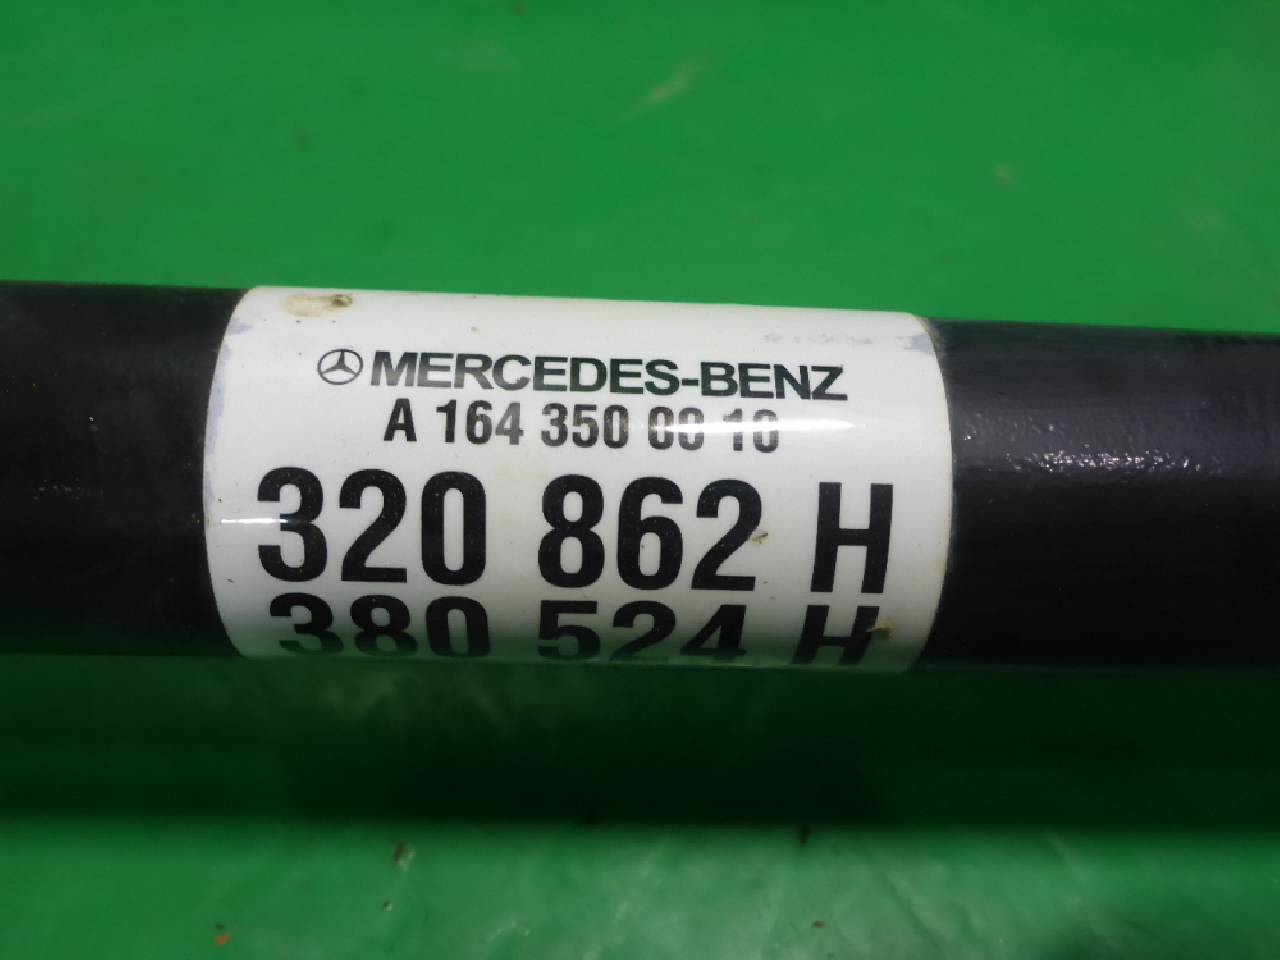 MERCEDES-BENZ
A 164 350 00 10
320 862 H
380 524 H